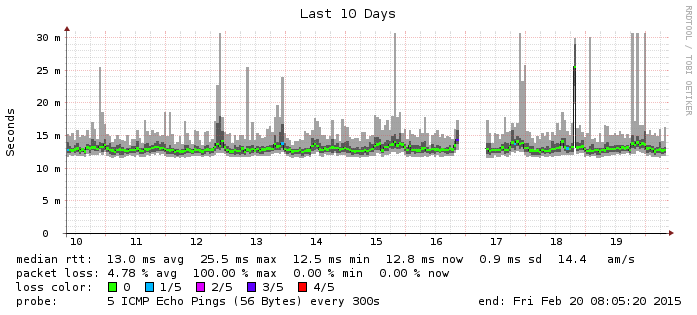 Last 10 Days
RRDTOOL / TOBI OETIKER
Seconds
30 m
25 m
20 m
15 m
10 m
5 m
0
10 11 12 13 14 15 16 17 18 19
median rtt: 13.0 ms avg 25.5 ms max 12.5 ms min 12.8 ms now 0.9 ms sd 14.4 am/s
packet loss: 4.78 % avg 100.00 % max 0.00 % min 0.00 % now
loss color: 0 1/5 2/5 3/5 4/5
probe: 5 ICMP Echo Pings (56 Bytes) every 300s end: Fri Feb 20 08:05:20 2015